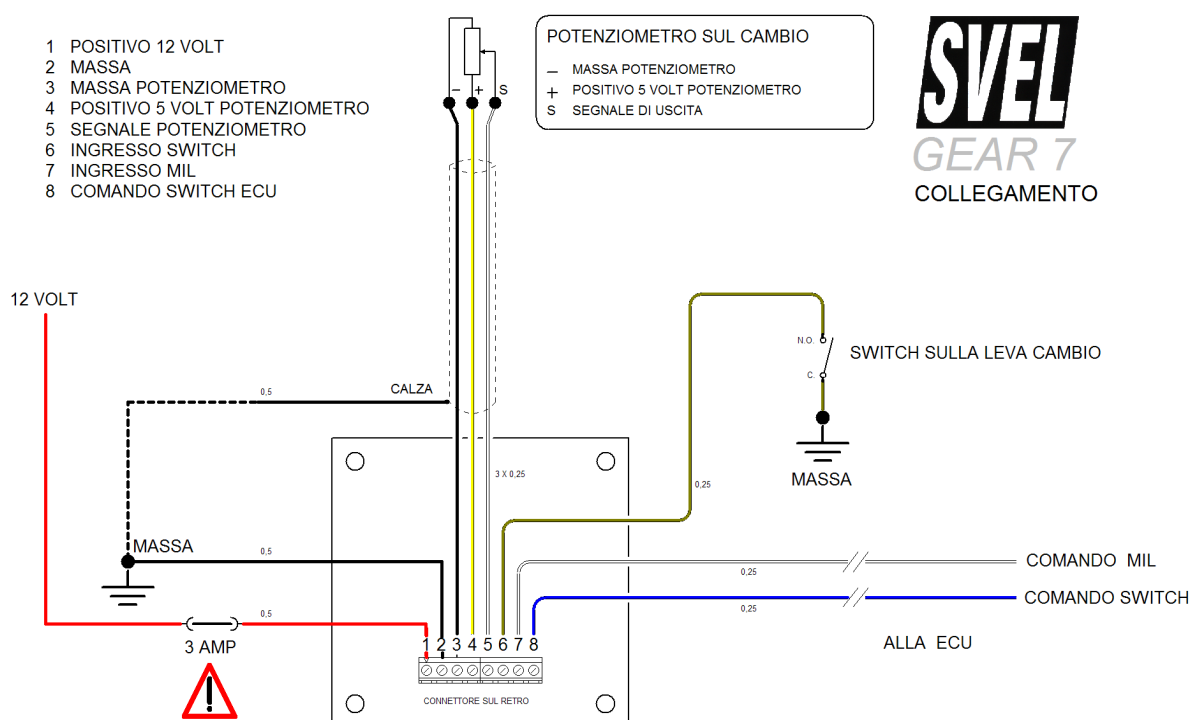 1 POSITIVO 12 VOLT
2 MASSA
3 MASSA POTENZIOMETRO
4 POSITIVO 5 VOLT POTENZIOMETRO
5 SEGNALE POTENZIOMETRO
6 INGRESSO SWITCH
7 INGRESSO MIL
8 COMANDO SWITCH ECU
– + S
POTENZIOMETRO SUL CAMBIO
– MASSA POTENZIOMETRO
+ POSITIVO 5 VOLT POTENZIOMETRO
S SEGNALE DI USCITA
SVEL
GEAR 7
COLLEGAMENTO
12 VOLT
N.O.
C.
SWITCH SULLA LEVA CAMBIO
MASSA
0,5
CALZA
3 X 0,25
0,25
MASSA
0,5
0,25
COMANDO MIL
0,25
COMANDO SWITCH
ALLA ECU
0,5
3 AMP
!
1 2 3 4 5 6 7 8
CONNETTORE SUL RETRO